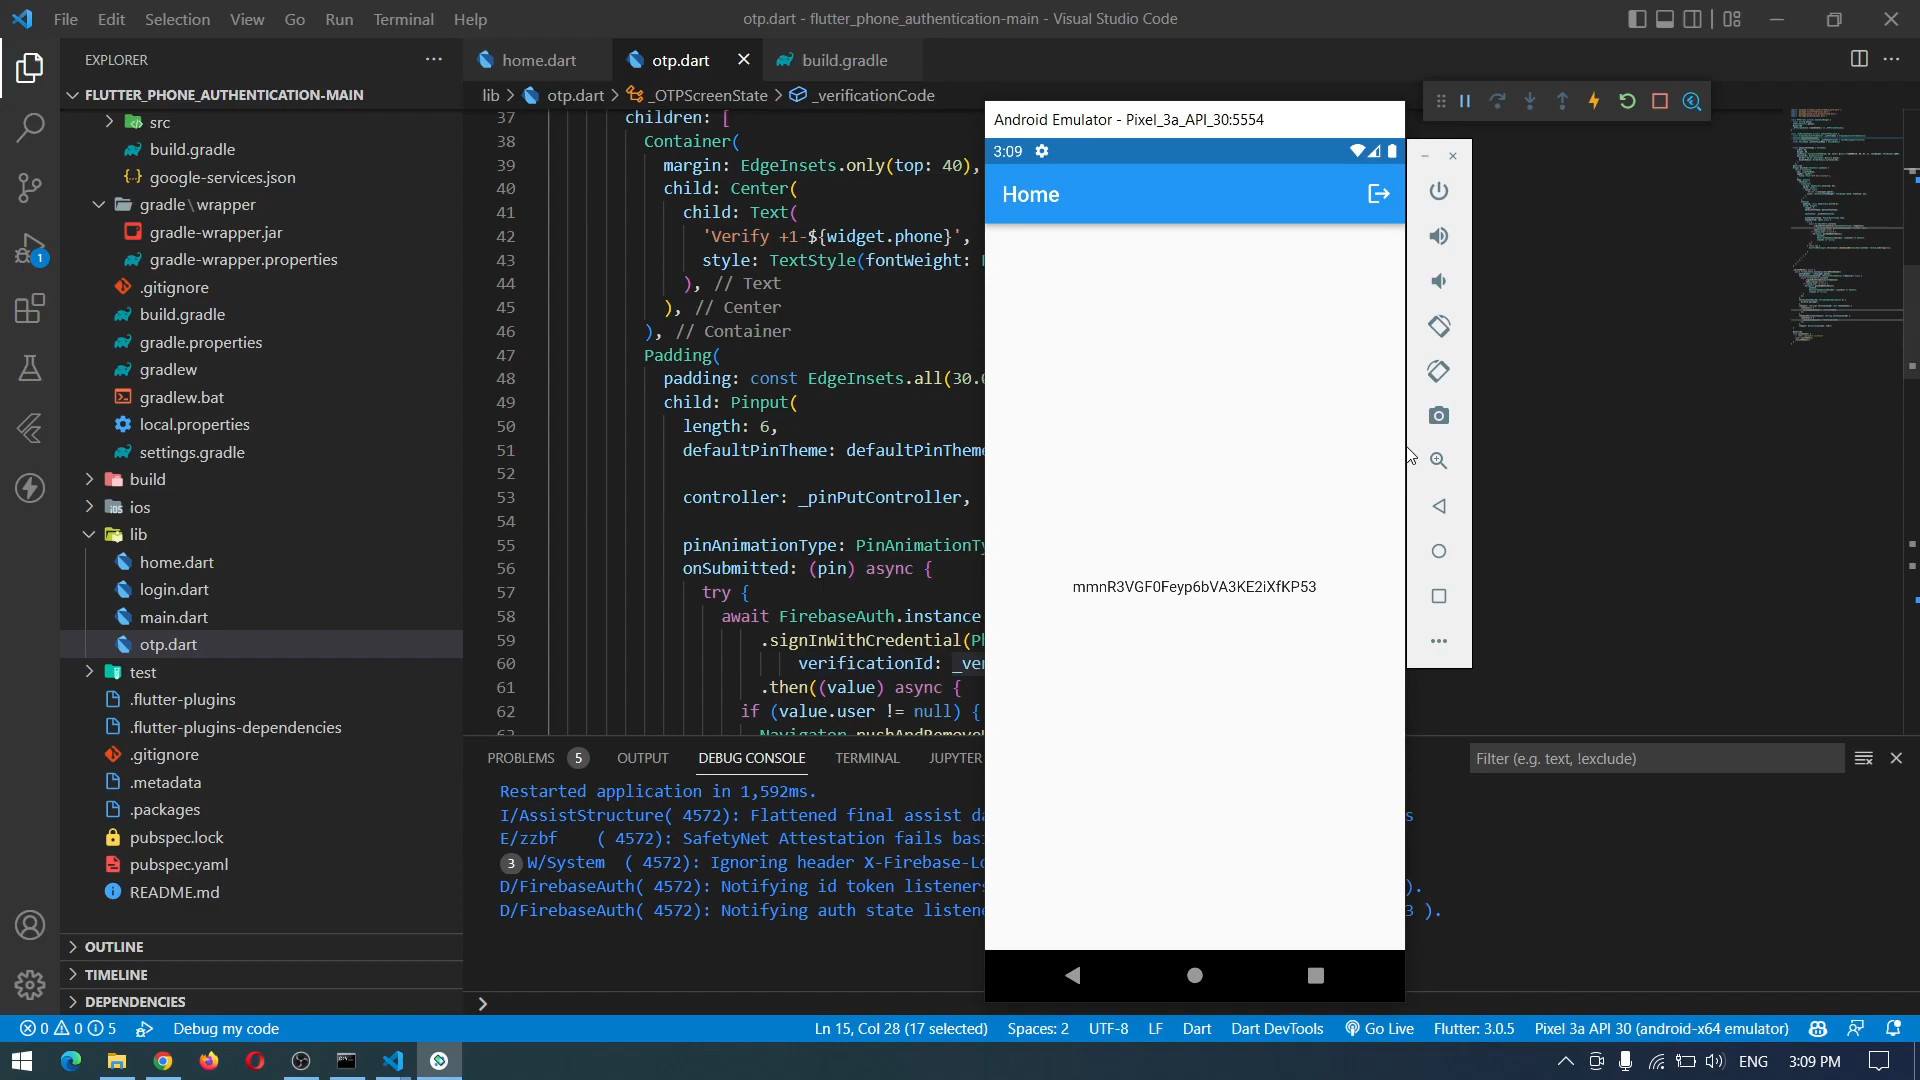 File Edit Selection View Go Run Terminal Help
otp.dart - flutter_phone_authentication-main - Visual Studio Code
EXPLORER
FLUTTER_PHONE_AUTHENTICATION-MAIN
src
build.gradle
google-services.json
gradle\wrapper
gradle-wrapper.jar
gradle-wrapper.properties
.gitignore
build.gradle
gradle.properties
gradlew
gradlew.bat
local.properties
settings.gradle
build
ios
lib
home.dart
login.dart
main.dart
otp.dart
test
.flutter-plugins
.flutter-plugins-dependencies
.gitignore
.metadata
.packages
pubspec.lock
pubspec.yaml
README.md
OUTLINE
TIMELINE
DEPENDENCIES
1
home.dart otp.dart build.gradle
lib > otp.dart > _OTPScreenState > _verificationCode
37 children: [
38 Container(
39 margin: EdgeInsets.only(top: 40),
40 child: Center(
41 child: Text(
42 'Verify +1-${widget.phone}',
43 style: TextStyle(fontWeight:
44 ), // Text
45 ), // Center
46 ), // Container
47 Padding(
48 padding: const EdgeInsets.all(30.
49 child: Pinput(
50 length: 6,
51 defaultPinTheme: defaultPinTheme
52
53 controller: _pinPutController,
54
55 pinAnimationType: PinAnimationTy
56 onSubmitted: (pin) async {
57 try {
58 await FirebaseAuth.instance
59 .signInWithCredential(Ph
60 verificationId: _ver
61 .then((value) async {
62 if (value.user != null) {
Android Emulator - Pixel_3a_API_30:5554
3:09
Home
mmnR3VGF0Feyp6bVA3KE2iXfKP53
PROBLEMS 5 OUTPUT DEBUG CONSOLE TERMINAL JUPYTER
Filter (e.g. text, !exclude)
Restarted application in 1,592ms.
I/AssistStructure( 4572): Flattened final assist da s
E/zzbf ( 4572): SafetyNet Attestation fails bas
3 W/System ( 4572): Ignoring header X-Firebase-Lo
D/FirebaseAuth( 4572): Notifying id token listeners ).
D/FirebaseAuth( 4572): Notifying auth state listene 3 ).
0 0 5 Debug my code
Ln 15, Col 28 (17 selected) Spaces: 2 UTF-8 LF Dart Dart DevTools Go Live Flutter: 3.0.5 Pixel 3a API 30 (android-x64 emulator)
ENG 3:09 PM